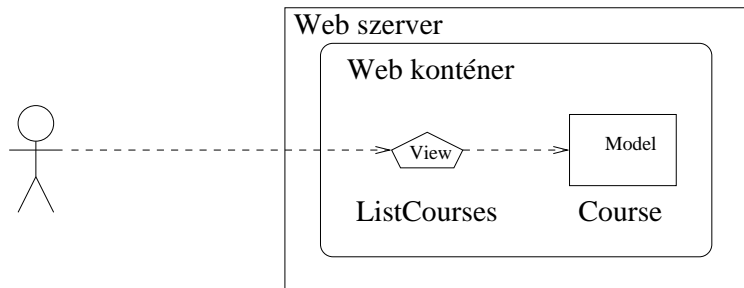 Web szerver
Web konténer
View
Model
ListCourses
Course